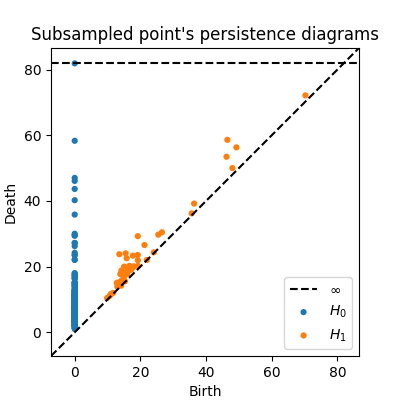 Subsampled point's persistence diagrams
Death
80
60
40
20
0
0 20 40 60 80
Birth
∞
H₀
H₁